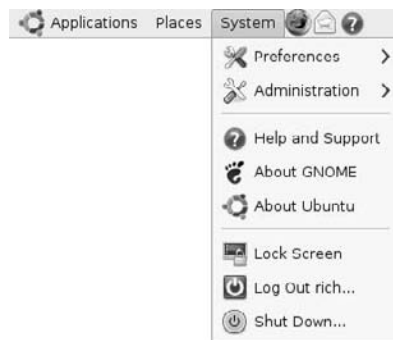 Applications Places System
Preferences
Administration
Help and Support
About GNOME
About Ubuntu
Lock Screen
Log Out rich...
Shut Down...